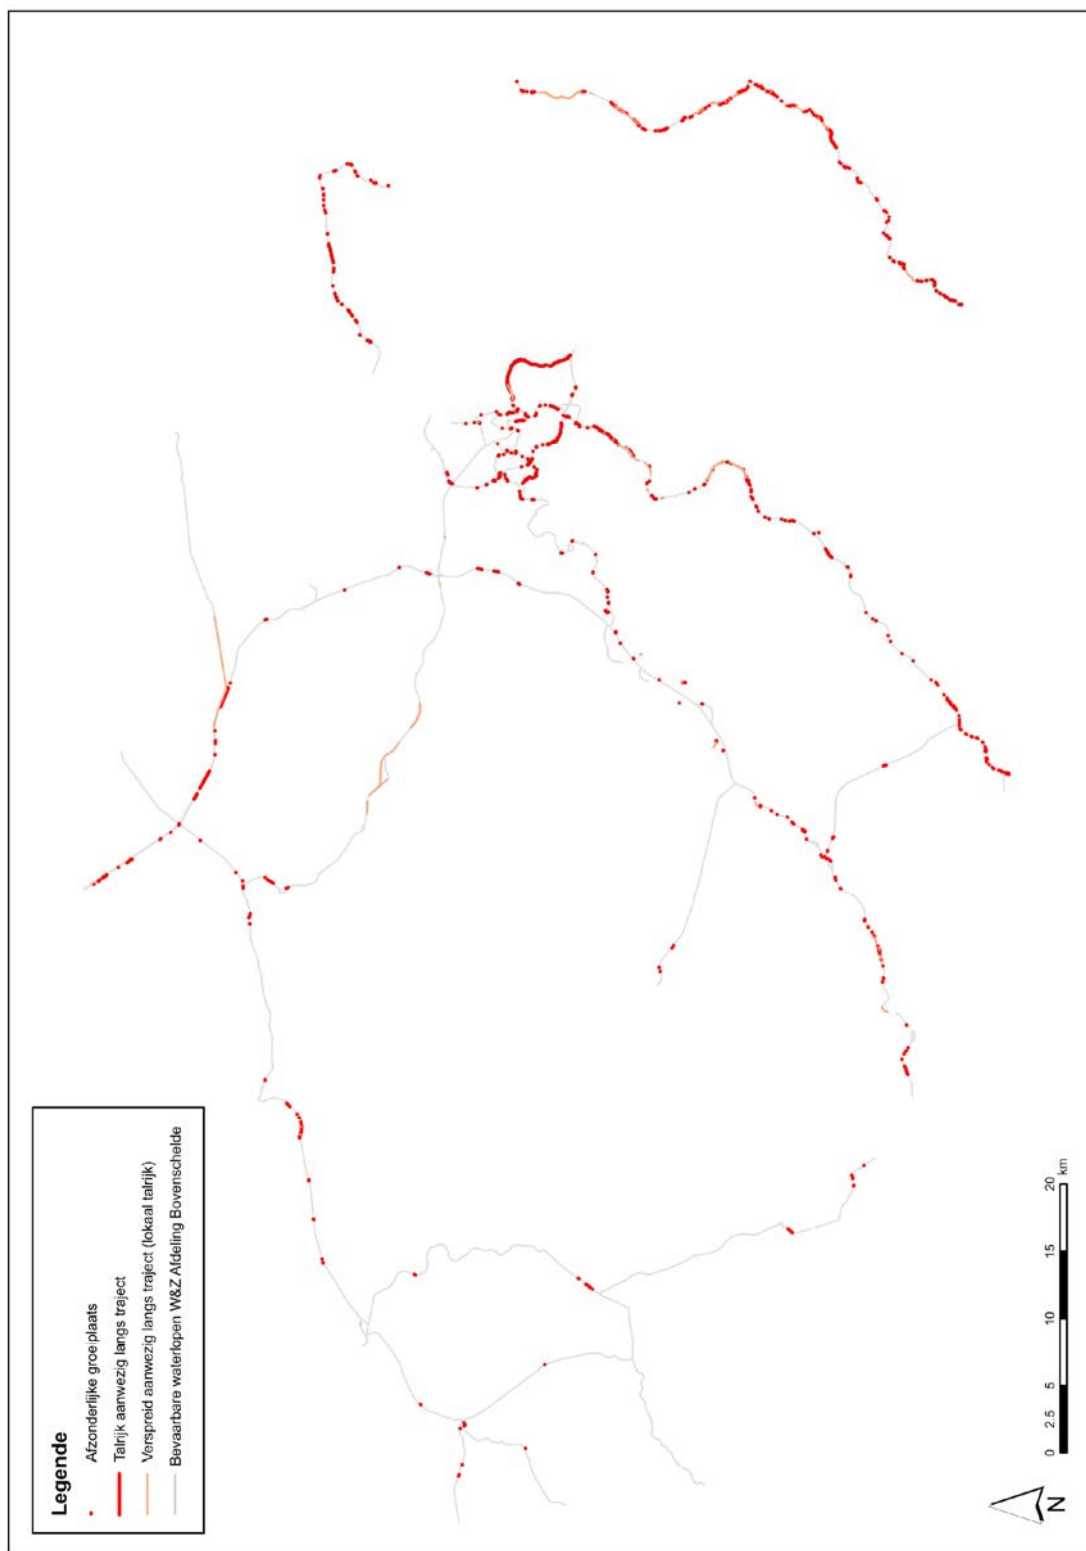 Legende
Afzonderlijke groeiplaats
Talrijk aanwezig langs traject
Verspreid aanwezig langs traject (lokaal talrijk)
Bevaarbare waterlopen W&Z Afdeling Bovenschelde
N
0 2.5 5 10 15 20
km